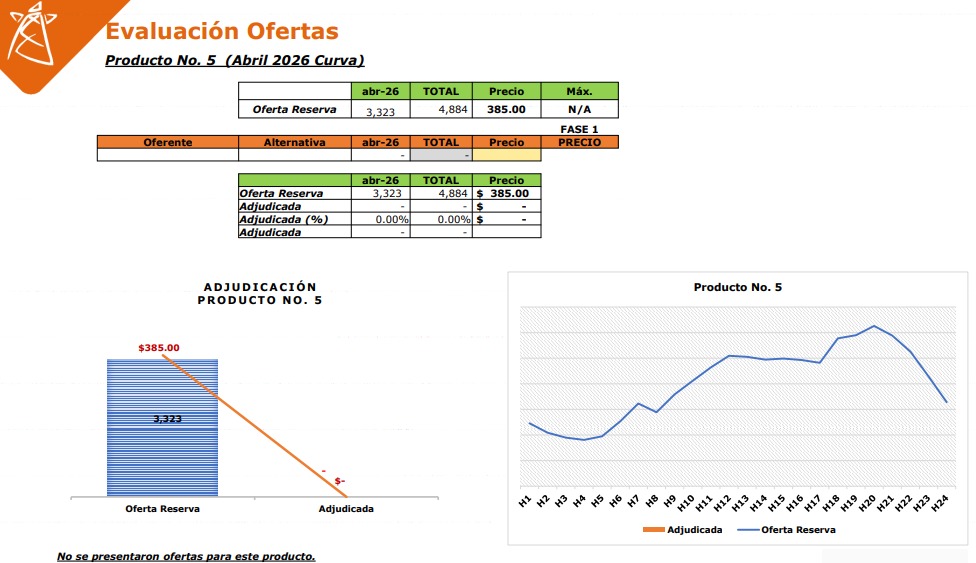 Evaluación Ofertas
Producto No. 5 (Abril 2026 Curva)
abr-26 TOTAL Precio Máx.
Oferta Reserva 3,323 4,884 385.00 N/A
FASE 1
Oferente Alternativa abr-26 TOTAL Precio PRECIO
- -
abr-26 TOTAL Precio
Oferta Reserva 3,323 4,884 $ 385.00
Adjudicada - - $ -
Adjudicada (%) 0.00% 0.00% $ -
Adjudicada - -
ADJUDICACIÓN
PRODUCTO NO. 5
$385.00
3,323
-
$-
Oferta Reserva Adjudicada
Producto No. 5
H1 H2 H3 H4 H5 H6 H7 H8 H9 H10 H11 H12 H13 H14 H15 H16 H17 H18 H19 H20 H21 H22 H23 H24
Adjudicada Oferta Reserva
No se presentaron ofertas para este producto.